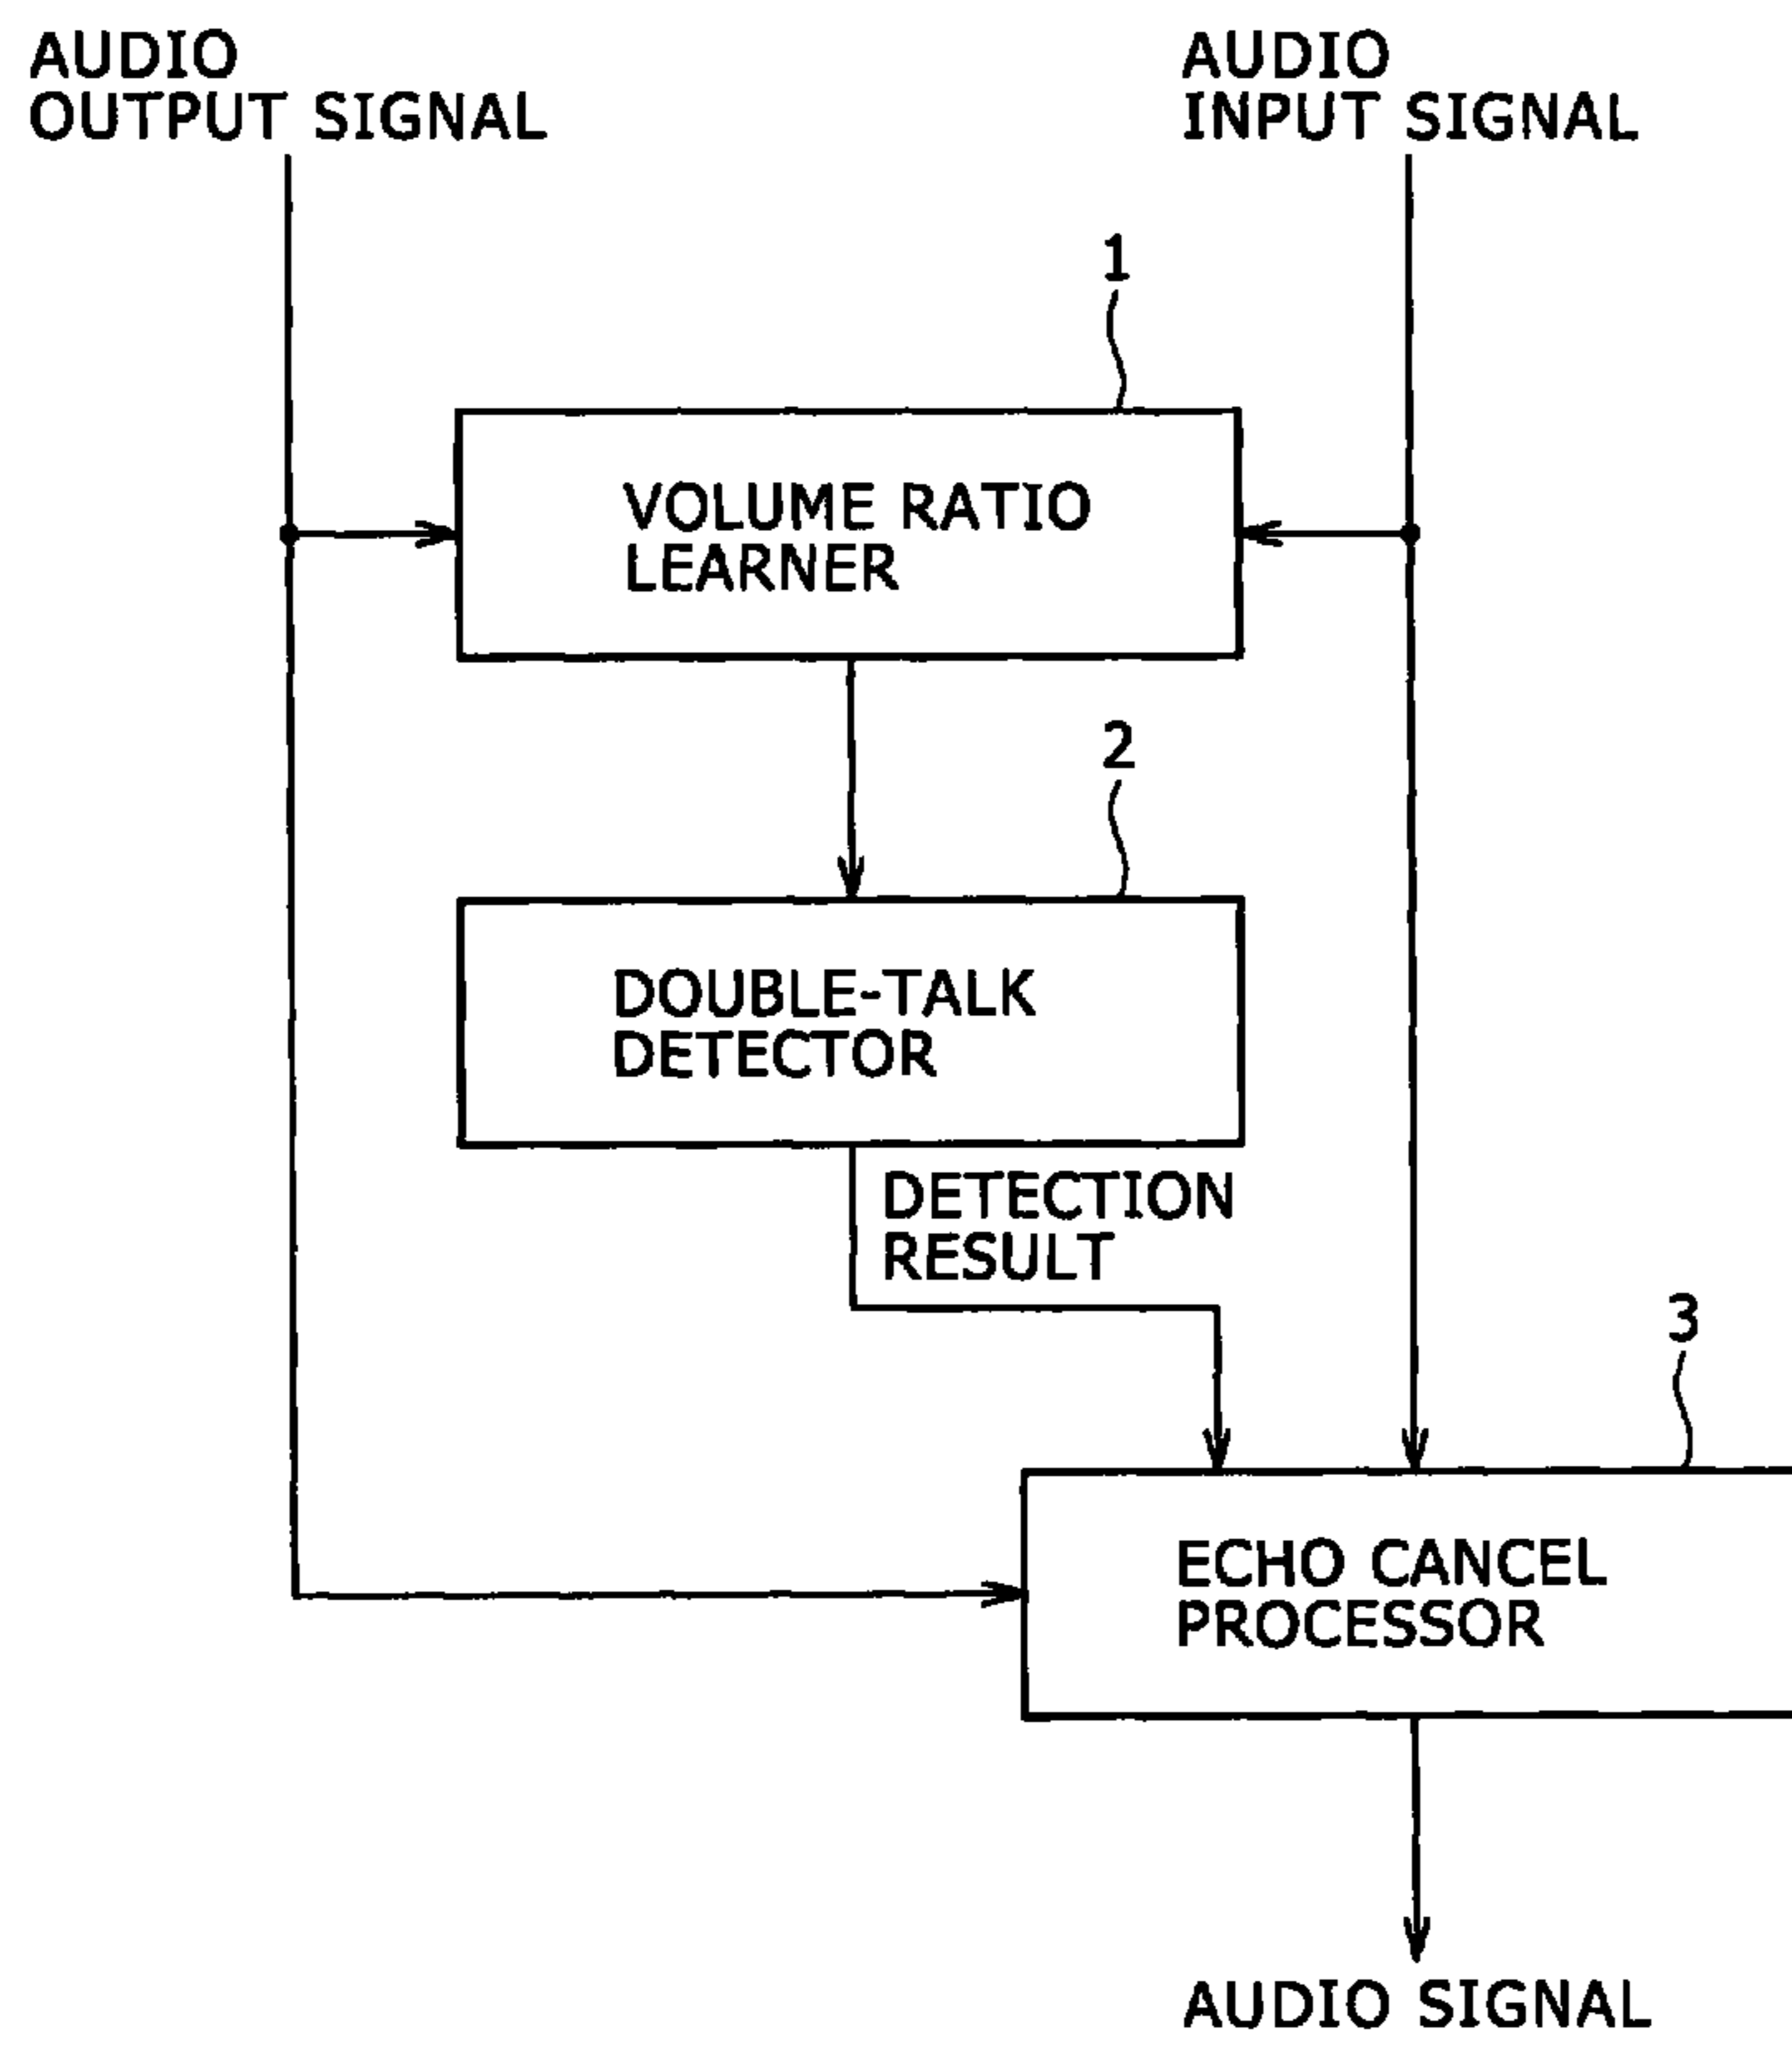 AUDIO
OUTPUT SIGNAL
AUDIO
INPUT SIGNAL
1
VOLUME RATIO
LEARNER
2
DOUBLE-TALK
DETECTOR
DETECTION
RESULT
3
ECHO CANCEL
PROCESSOR
AUDIO SIGNAL